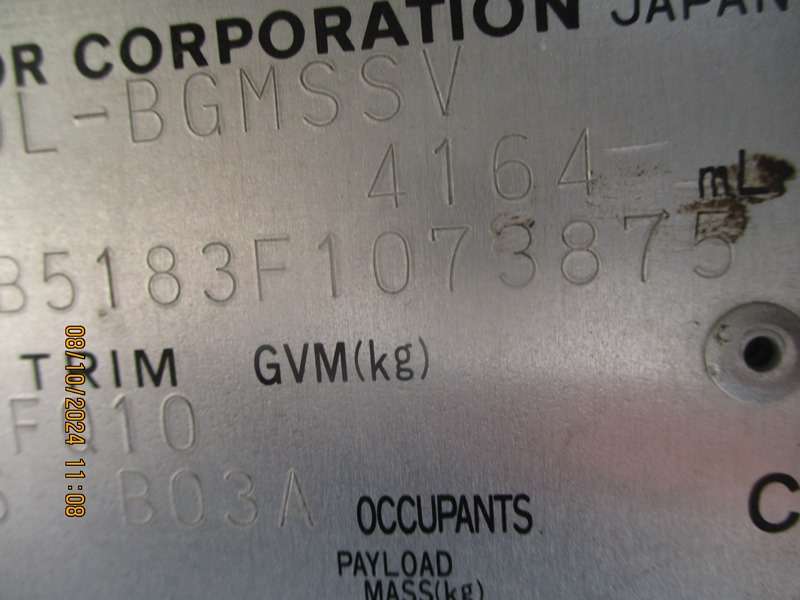 OR CORPORATION JAPAN
L-BGMSSV
4164 mL
B5183F1073875
TRIM GVM(kg)
FQ10
B03A OCCUPANTS
C
PAYLOAD
MASS(kg)
08/10/2024 11:08